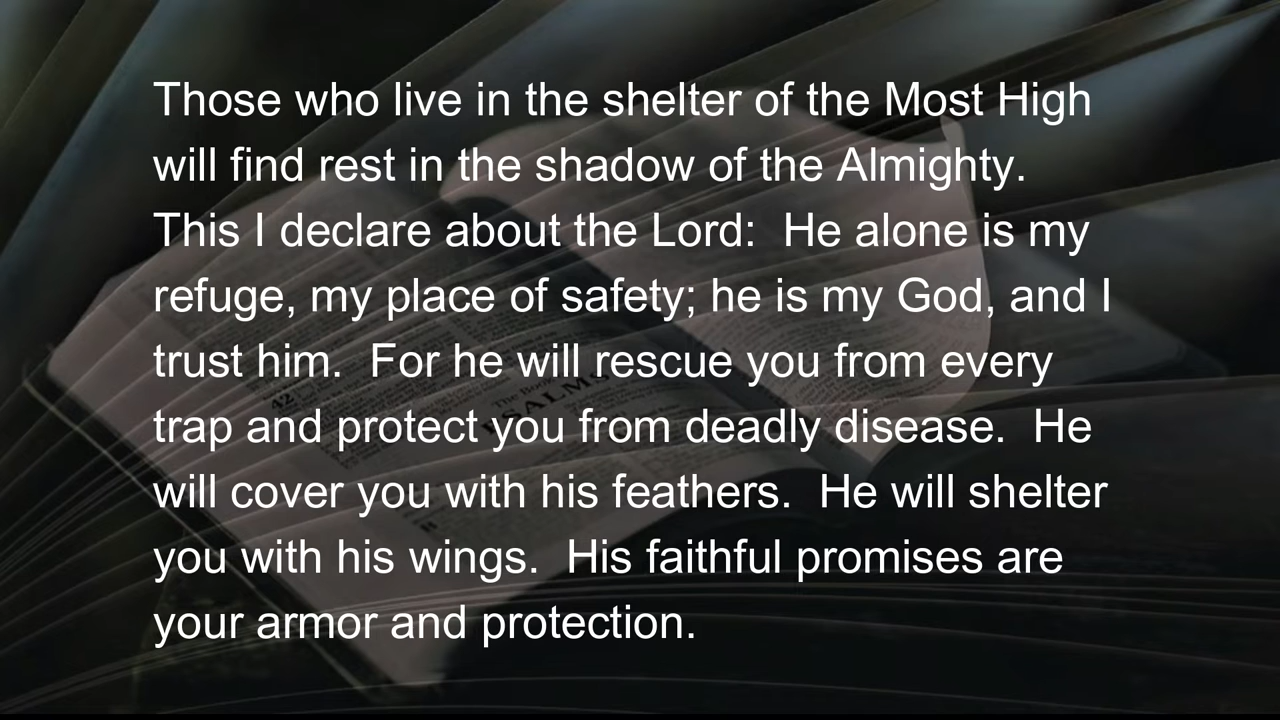 Those who live in the shelter of the Most High
will find rest in the shadow of the Almighty.
This I declare about the Lord:  He alone is my
refuge, my place of safety; he is my God, and I
trust him.  For he will rescue you from every
trap and protect you from deadly disease.  He
will cover you with his feathers.  He will shelter
you with his wings.  His faithful promises are
your armor and protection.
42
The Book
PSALMS